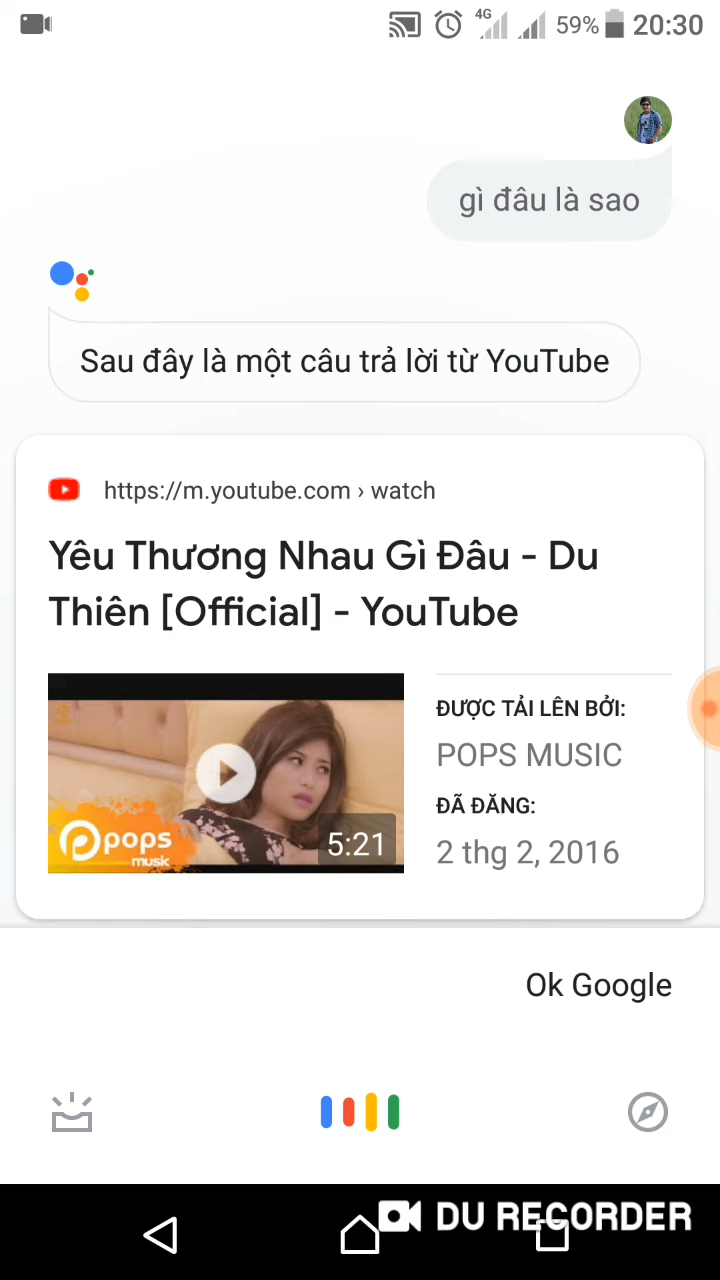 4G 59% 20:30
gì đâu là sao
Sau đây là một câu trả lời từ YouTube
https://m.youtube.com › watch
Yêu Thương Nhau Gì Đâu - Du
Thiên [Official] - YouTube
ĐƯỢC TẢI LÊN BỞI:
POPS MUSIC
ĐÃ ĐĂNG:
2 thg 2, 2016
pops
music
5:21
Ok Google
DU RECORDER